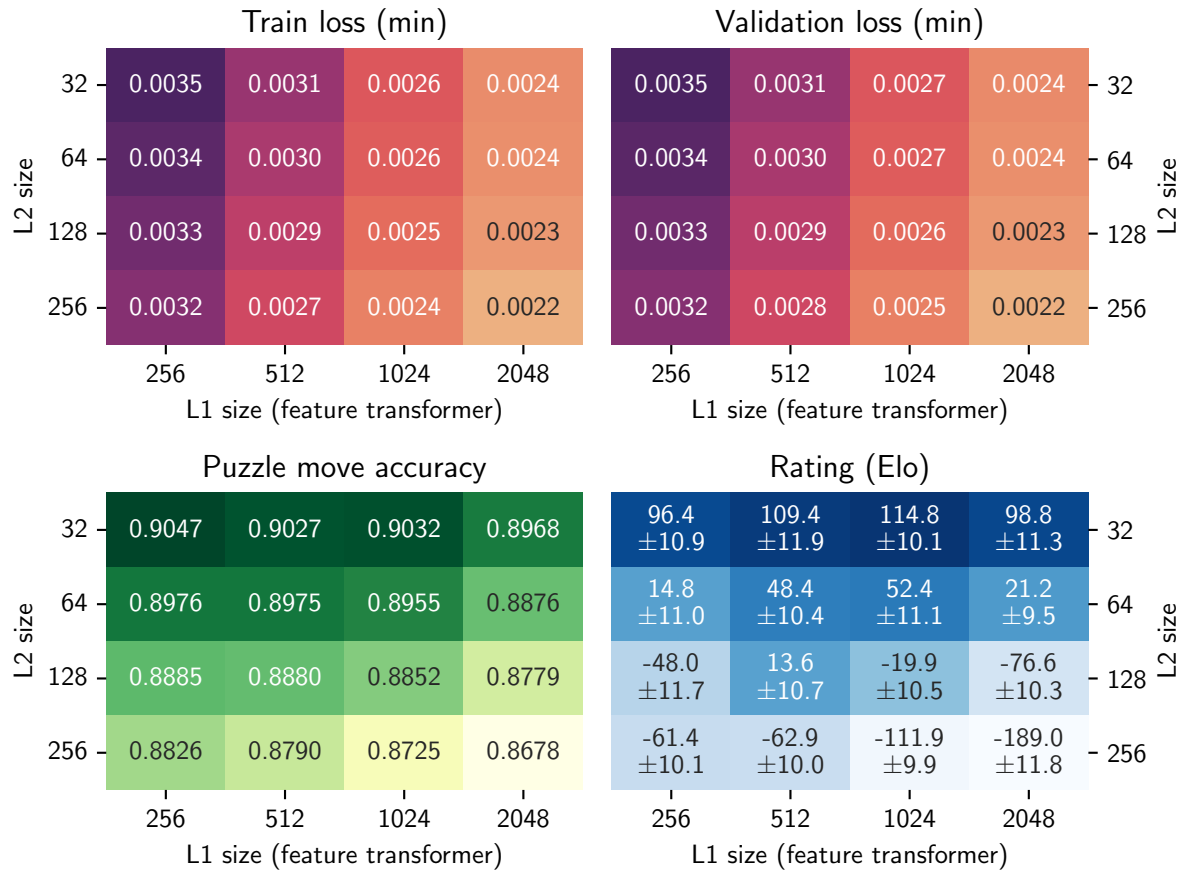 Train loss (min)
Validation loss (min)
L2 size
32 0.0035 0.0031 0.0026 0.0024
64 0.0034 0.0030 0.0026 0.0024
128 0.0033 0.0029 0.0025 0.0023
256 0.0032 0.0027 0.0024 0.0022
256 512 1024 2048
L1 size (feature transformer)
0.0035 0.0031 0.0027 0.0024 32
0.0034 0.0030 0.0027 0.0024 64
0.0033 0.0029 0.0026 0.0023 128
0.0032 0.0028 0.0025 0.0022 256
L2 size
256 512 1024 2048
L1 size (feature transformer)
Puzzle move accuracy
Rating (Elo)
L2 size
32 0.9047 0.9027 0.9032 0.8968
64 0.8976 0.8975 0.8955 0.8876
128 0.8885 0.8880 0.8852 0.8779
256 0.8826 0.8790 0.8725 0.8678
256 512 1024 2048
L1 size (feature transformer)
96.4 109.4 114.8 98.8
±10.9 ±11.9 ±10.1 ±11.3
32
14.8 48.4 52.4 21.2
±11.0 ±10.4 ±11.1 ±9.5
64
-48.0 13.6 -19.9 -76.6
±11.7 ±10.7 ±10.5 ±10.3
128
-61.4 -62.9 -111.9 -189.0
±10.1 ±10.0 ±9.9 ±11.8
256
L2 size
256 512 1024 2048
L1 size (feature transformer)